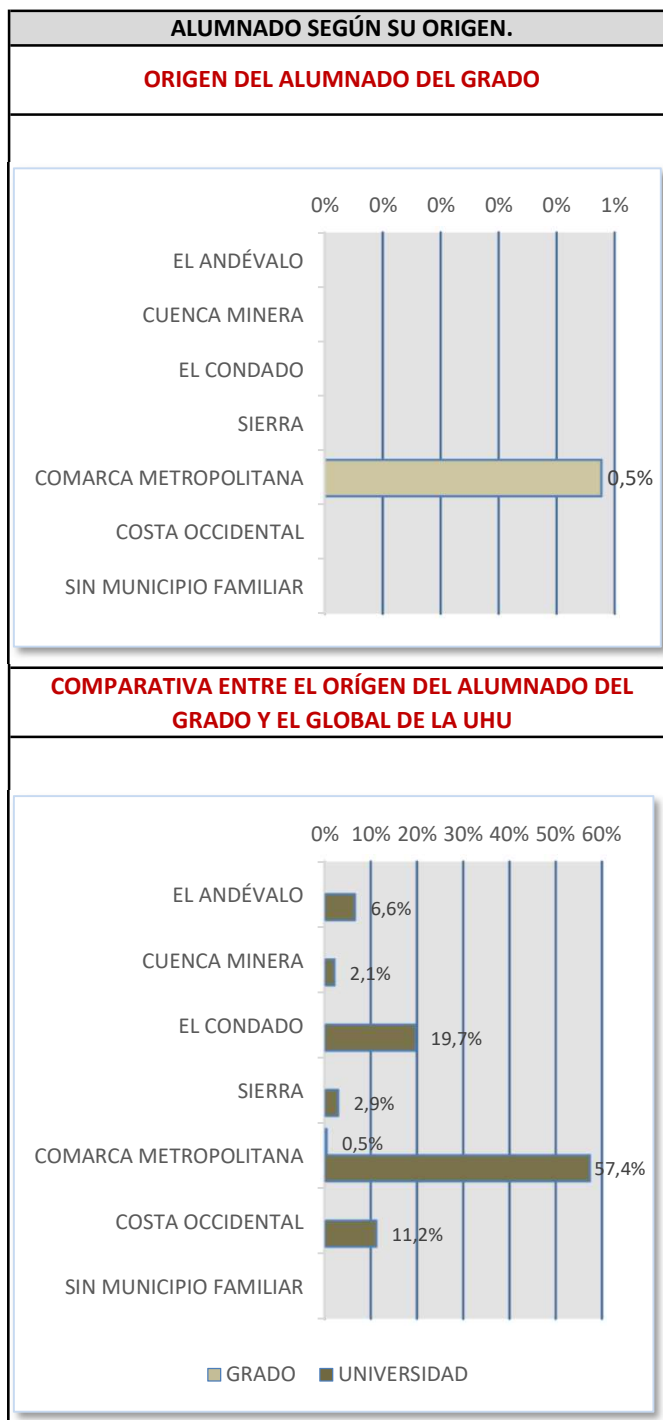 ALUMNADO SEGÚN SU ORIGEN.
ORIGEN DEL ALUMNADO DEL GRADO
0% 0% 0% 0% 0% 1%
EL ANDÉVALO
CUENCA MINERA
EL CONDADO
SIERRA
COMARCA METROPOLITANA 0,5%
COSTA OCCIDENTAL
SIN MUNICIPIO FAMILIAR
COMPARATIVA ENTRE EL ORÍGEN DEL ALUMNADO DEL
GRADO Y EL GLOBAL DE LA UHU
0% 10% 20% 30% 40% 50% 60%
EL ANDÉVALO 6,6%
CUENCA MINERA 2,1%
EL CONDADO 19,7%
SIERRA 2,9%
0,5%
COMARCA METROPOLITANA 57,4%
COSTA OCCIDENTAL 11,2%
SIN MUNICIPIO FAMILIAR
GRADO UNIVERSIDAD